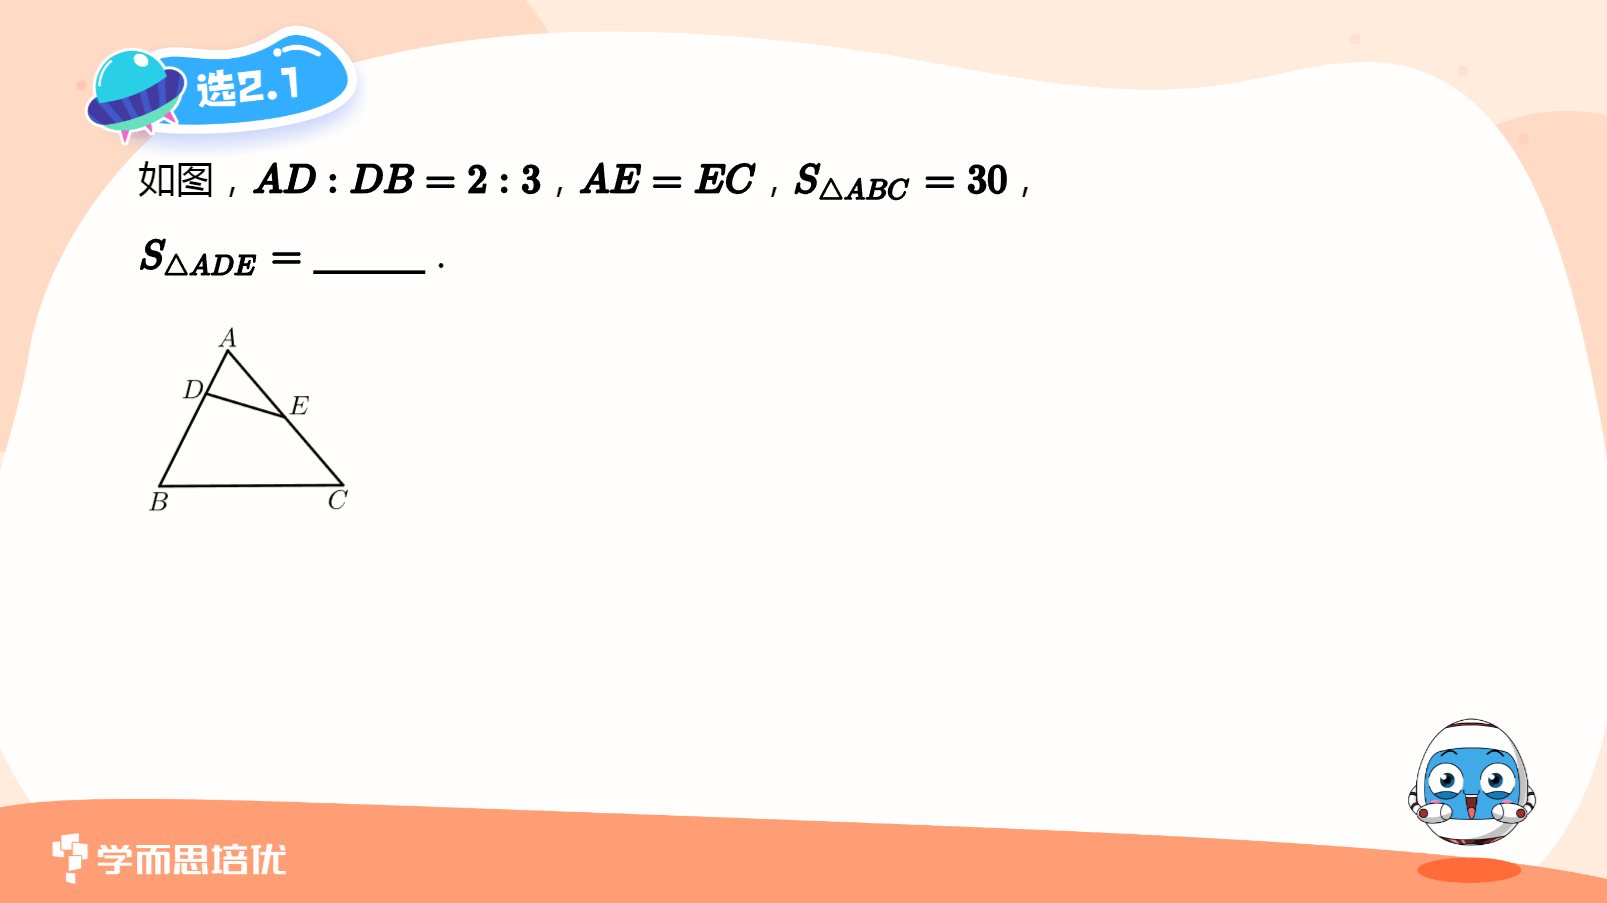 选2.1
如图，AD : DB = 2 : 3，AE = EC，S△ABC = 30，
S△ADE = ______ .
A
D
E
B
C
学而思培优